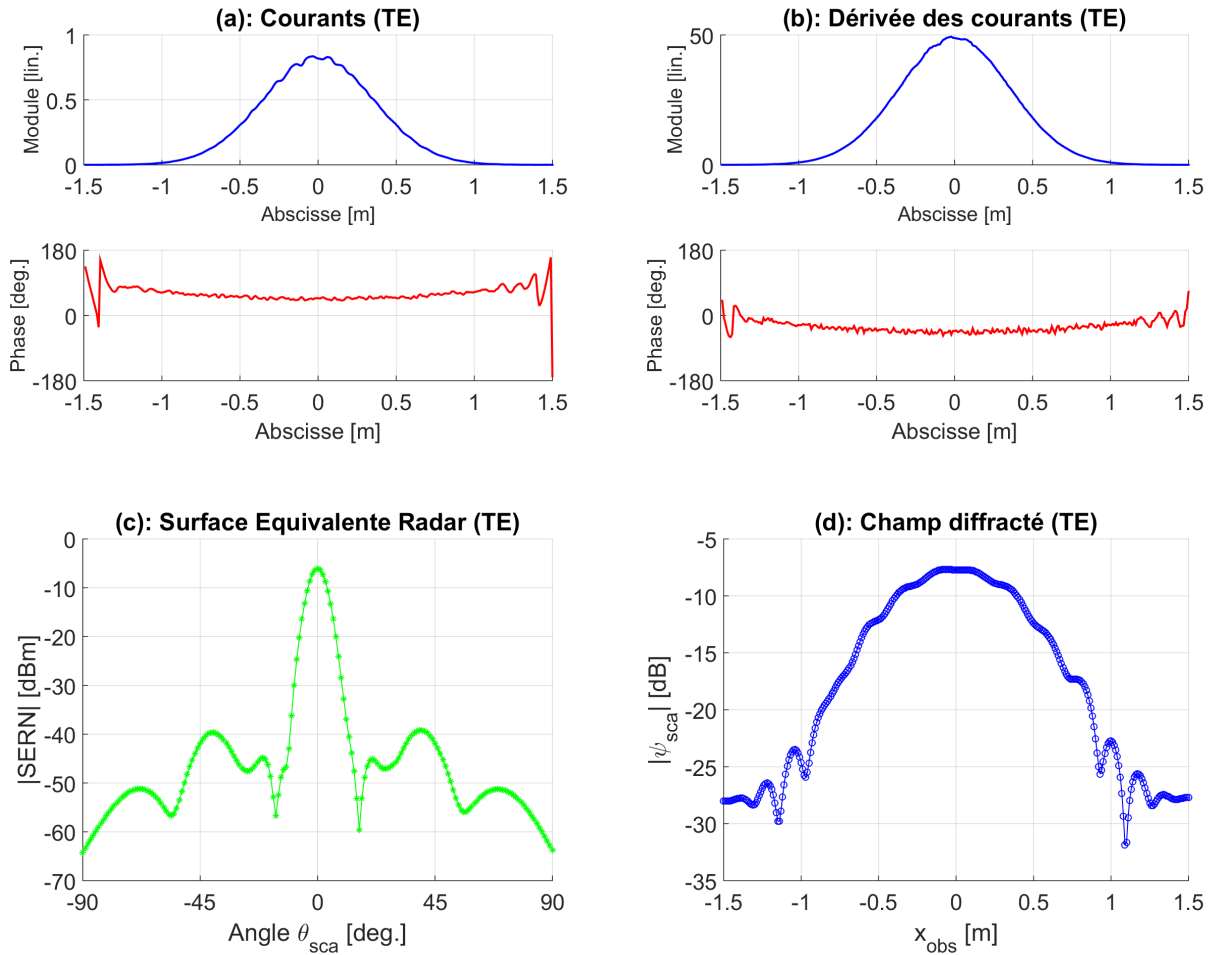 (a): Courants (TE)
Module [lin.]
1
0.5
0
-1.5 -1 -0.5 0 0.5 1 1.5
Abscisse [m]
Phase [deg.]
180
0
-180
-1.5 -1 -0.5 0 0.5 1 1.5
Abscisse [m]
(b): Dérivée des courants (TE)
Module [lin.]
50
0
-1.5 -1 -0.5 0 0.5 1 1.5
Abscisse [m]
Phase [deg.]
180
0
-180
-1.5 -1 -0.5 0 0.5 1 1.5
Abscisse [m]
(c): Surface Equivalente Radar (TE)
|SERN| [dBm]
0
-10
-20
-30
-40
-50
-60
-70
-90 -45 0 45 90
Angle θsca [deg.]
(d): Champ diffracté (TE)
|ψsca| [dB]
-5
-10
-15
-20
-25
-30
-35
-1.5 -1 -0.5 0 0.5 1 1.5
xobs [m]